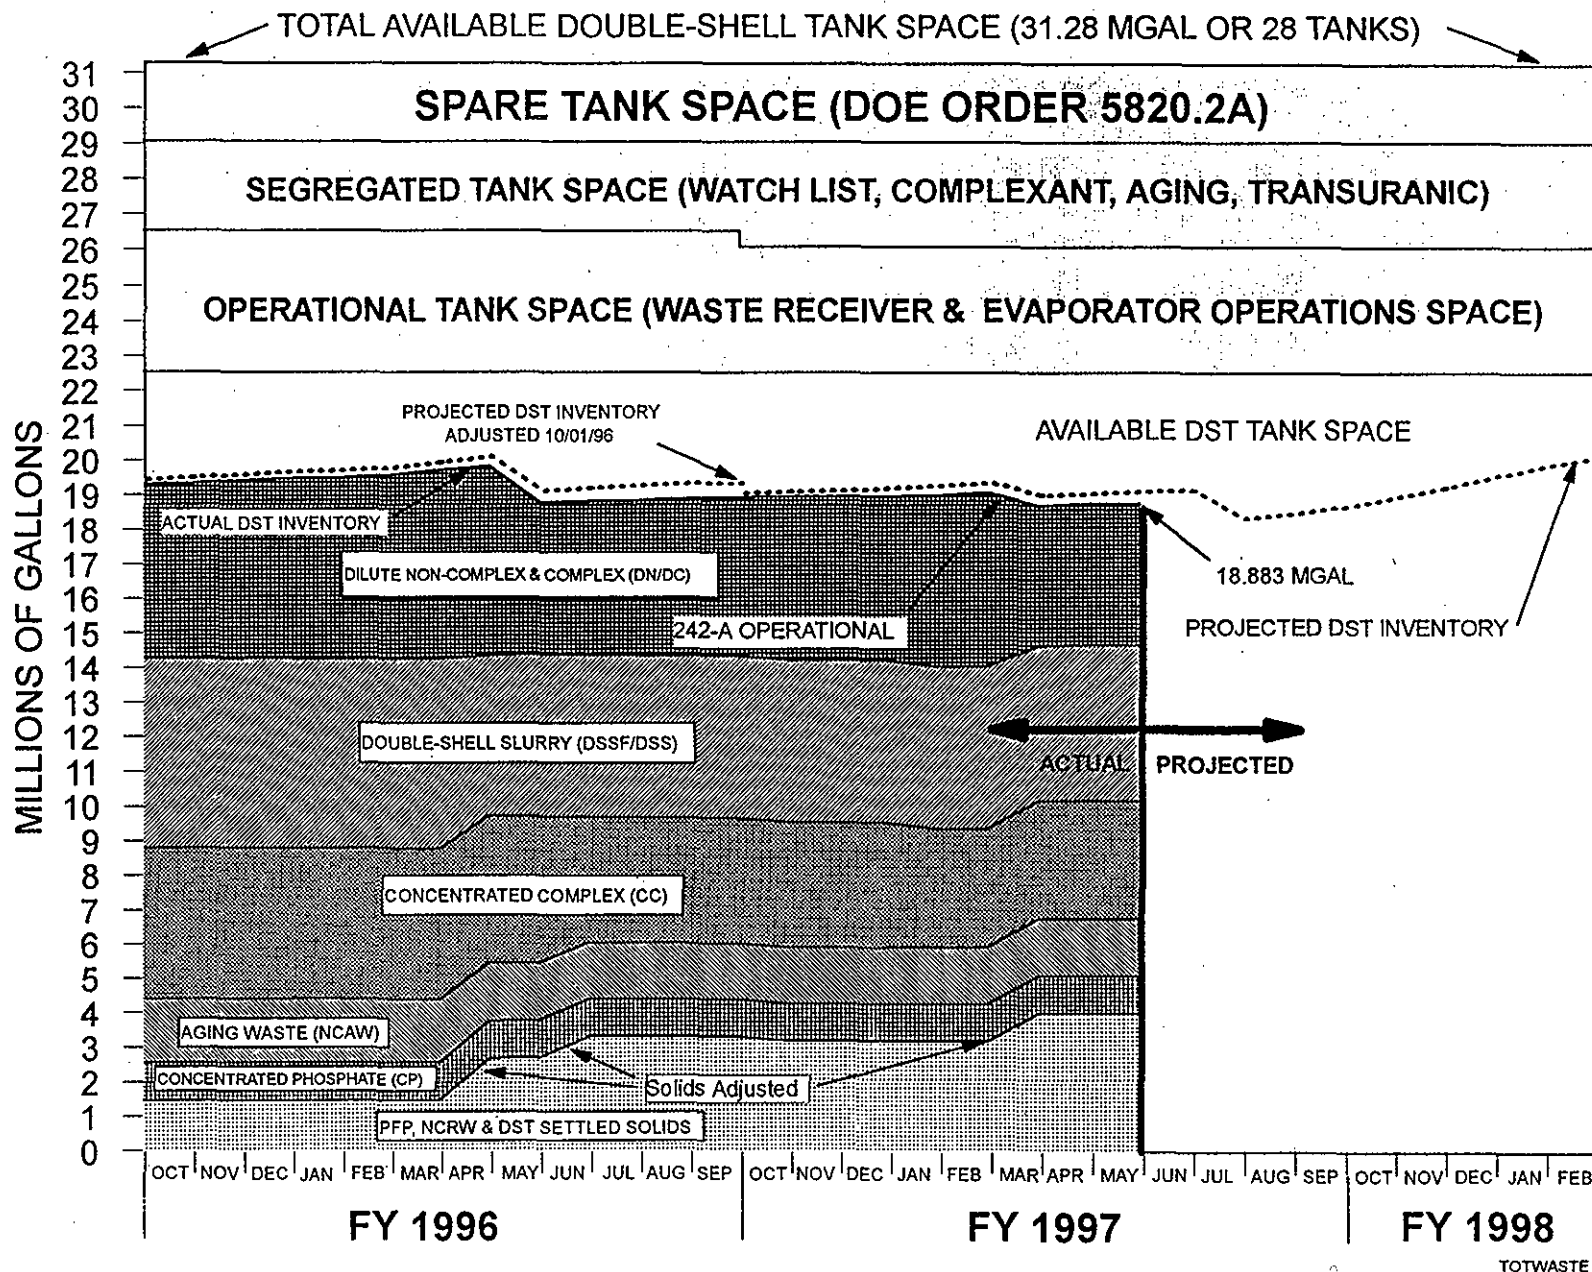 TOTAL AVAILABLE DOUBLE-SHELL TANK SPACE (31.28 MGAL OR 28 TANKS)
SPARE TANK SPACE (DOE ORDER 5820.2A)
SEGREGATED TANK SPACE (WATCH LIST, COMPLEXANT, AGING, TRANSURANIC)
OPERATIONAL TANK SPACE (WASTE RECEIVER & EVAPORATOR OPERATIONS SPACE)
MILLIONS OF GALLONS
31
30
29
28
27
26
25
24
23
22
21
20
19
18
17
16
15
14
13
12
11
10
9
8
7
6
5
4
3
2
1
0
PROJECTED DST INVENTORY
ADJUSTED 10/01/96
AVAILABLE DST TANK SPACE
ACTUAL DST INVENTORY
DILUTE NON-COMPLEX & COMPLEX (DN/DC)
18.883 MGAL
242-A OPERATIONAL
PROJECTED DST INVENTORY
DOUBLE-SHELL SLURRY (DSSF/DSS)
ACTUAL
PROJECTED
CONCENTRATED COMPLEX (CC)
AGING WASTE (NCAW)
CONCENTRATED PHOSPHATE (CP)
Solids Adjusted
PFP, NCRW & DST SETTLED SOLIDS
OCT NOV DEC JAN FEB MAR APR MAY JUN JUL AUG SEP OCT NOV DEC JAN FEB MAR APR MAY JUN JUL AUG SEP OCT NOV DEC JAN FEB
FY 1996 FY 1997 FY 1998
TOTWASTE